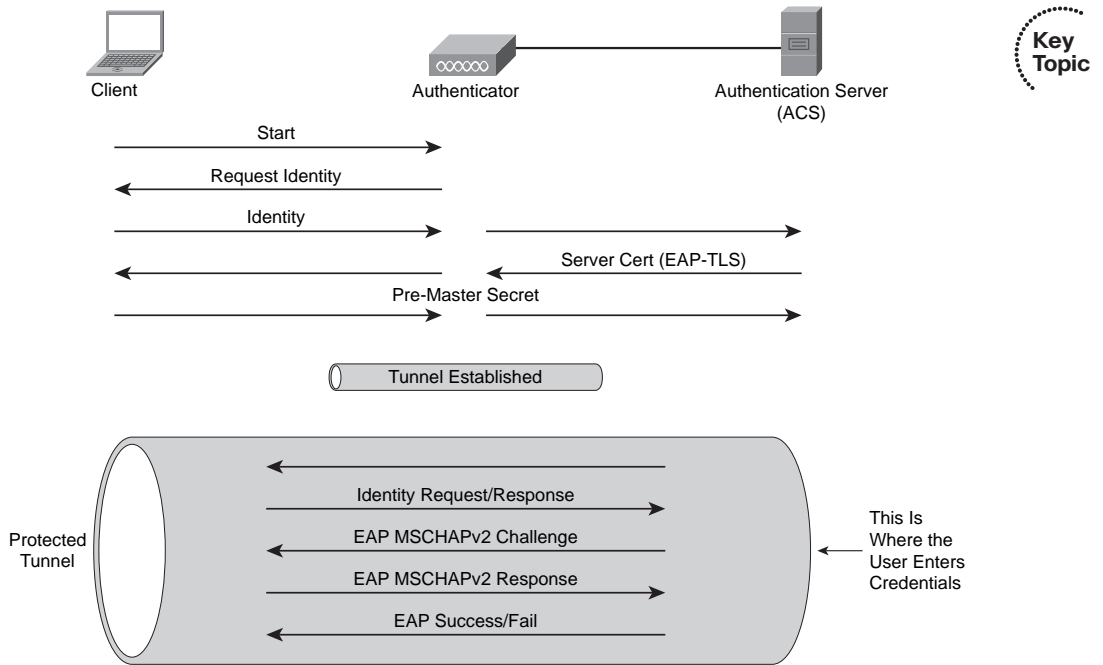 Key
Topic
Client
Authenticator
Authentication Server
(ACS)
Start
Request Identity
Identity
Server Cert (EAP-TLS)
Pre-Master Secret
Tunnel Established
Identity Request/Response
EAP MSCHAPv2 Challenge
EAP MSCHAPv2 Response
EAP Success/Fail
Protected
Tunnel
This Is
Where the
User Enters
Credentials